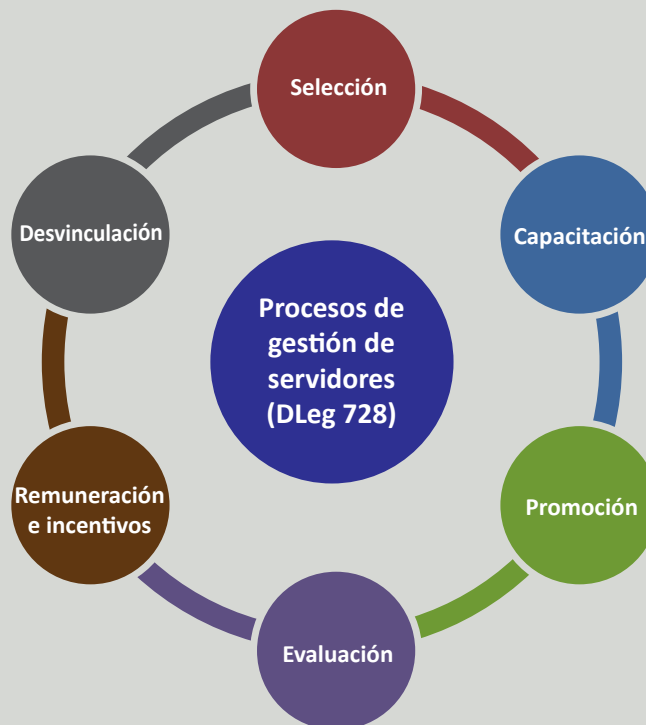 Selección
Capacitación
Promoción
Evaluación
Remuneración
e incentivos
Desvinculación
Procesos de
gestión de
servidores
(DLeg 728)